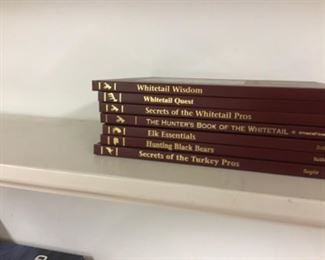 Whitetail Wisdom
Whitetail Quest
Secrets of the Whitetail Pros
THE HUNTER'S BOOK OF THE WHITETAIL
Elk Essentials
Hunting Black Bears
Secrets of the Turkey Pros